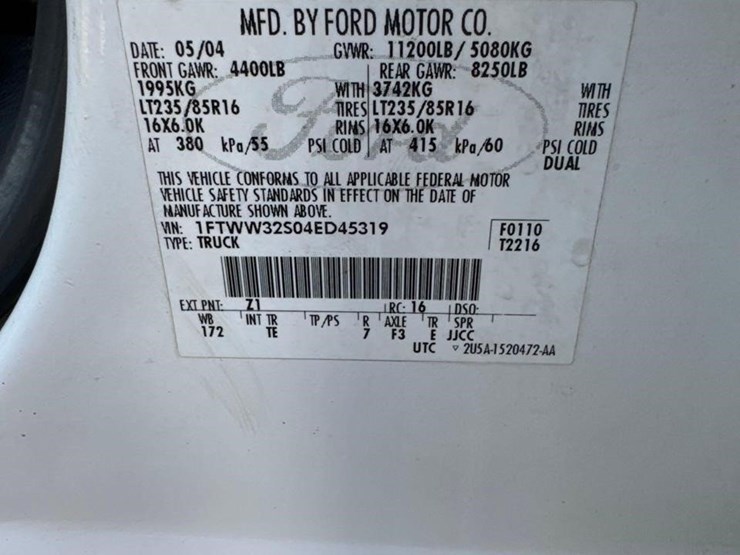 MFD. BY FORD MOTOR CO.
DATE: 05/04 GVWR: 11200LB/ 5080KG
FRONT GAWR: 4400LB REAR GAWR: 8250LB
1995KG WITH 3742KG WITH
LT235/85R16 TIRES LT235/85R16 TIRES
16X6.0K RIMS 16X6.0K RIMS
AT 380 kPa/55 PSI COLD AT 415 kPa/60 PSI COLD
DUAL
THIS VEHICLE CONFORMS TO ALL APPLICABLE FEDERAL MOTOR
VEHICLE SAFETY STANDARDS IN EFFECT ON THE DATE OF
MANUFACTURE SHOWN ABOVE.
VIN: 1FTWW32S04ED45319 F0110
TYPE: TRUCK T2216
EXT PNT: Z1 RC: 16 DSO:
WB INT TR TP/PS R AXLE TR SPR
172 TE 7 F3 E JJCC
UTC ▽ 2U5A-1520472-AA
Ford